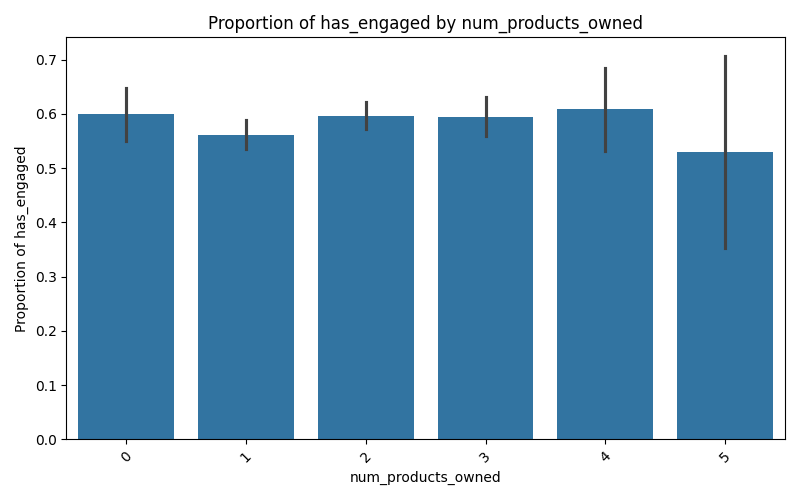 Proportion of has_engaged by num_products_owned
Proportion of has_engaged
0.7
0.6
0.5
0.4
0.3
0.2
0.1
0.0
0 1 2 3 4 5
num_products_owned